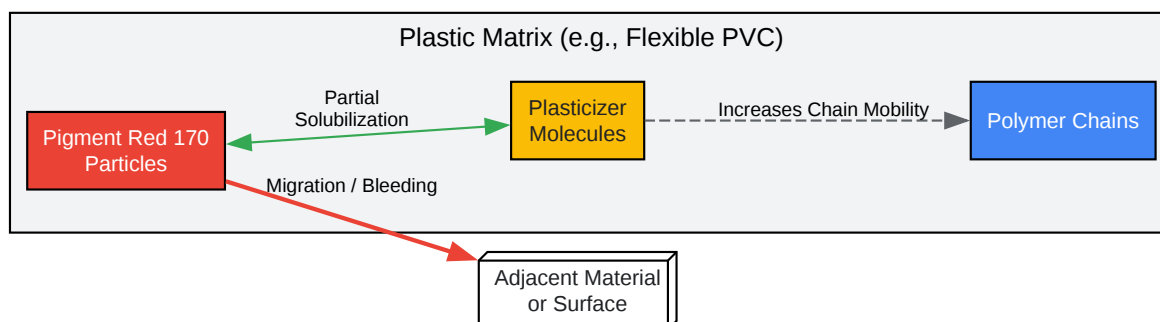 Plastic Matrix (e.g., Flexible PVC)
Partial
Solubilization
Plasticizer
Molecules
Increases Chain Mobility
Polymer Chains
Pigment Red 170
Particles
Migration / Bleeding
Adjacent Material
or Surface